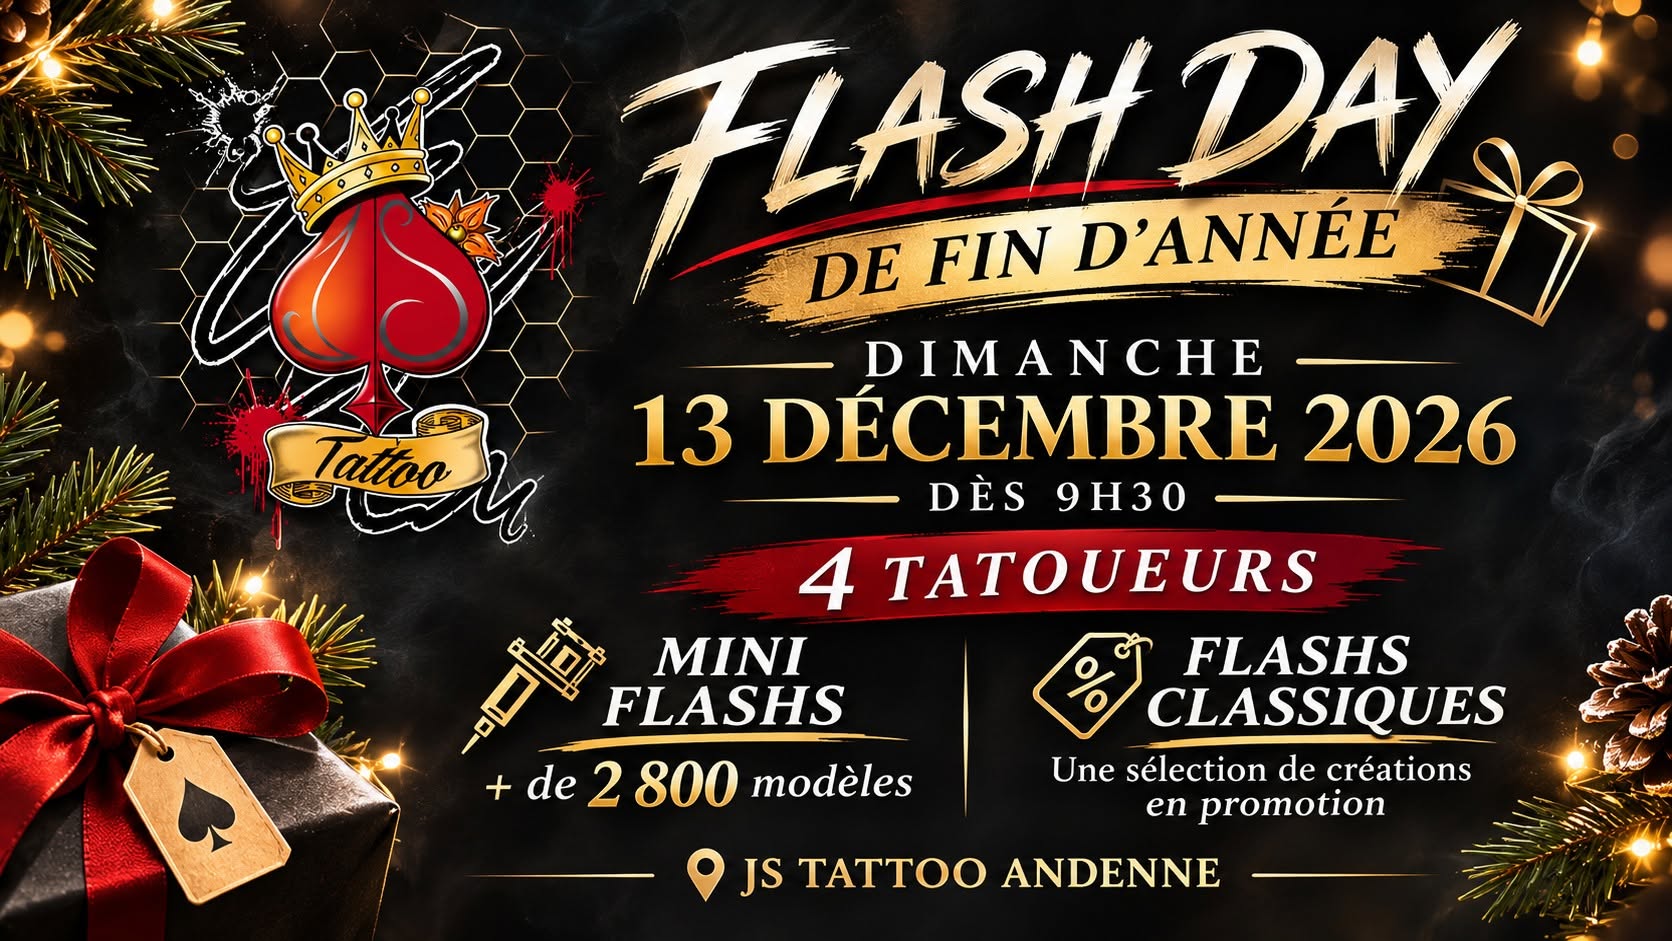 FLASH DAY
DE FIN D'ANNÉE
DIMANCHE
13 DÉCEMBRE 2026
DÈS 9H30
4 TATOUEURS
Tattoo
MINI
FLASHS
+ de 2 800 modèles
FLASHS
CLASSIQUES
Une sélection de créations
en promotion
JS TATTOO ANDENNE